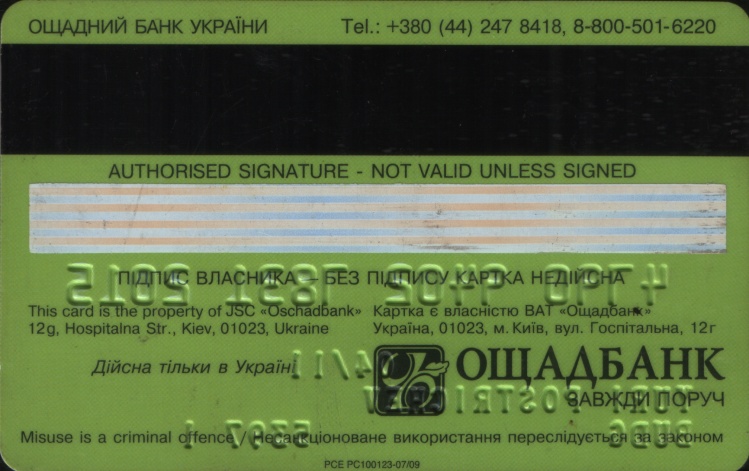 ОЩАДНИЙ БАНК УКРАЇНИ Tel.: +380 (44) 247 8418, 8-800-501-6220
AUTHORISED SIGNATURE - NOT VALID UNLESS SIGNED
ПІДПИС ВЛАСНИКА - БЕЗ ПІДПИСУ КАРТКА НЕДІЙСНА
This card is the property of JSC «Oschadbank»
12g, Hospitalna Str., Kiev, 01023, Ukraine
Картка є власністю ВАТ «Ощадбанк»
Україна, 01023, м. Київ, вул. Госпітальна, 12г
Дійсна тільки в Україні
ОЩАДБАНК
ЗАВЖДИ ПОРУЧ
Misuse is a criminal offence / Несанкціоноване використання переслідується за законом
PCE PC100123-07/09